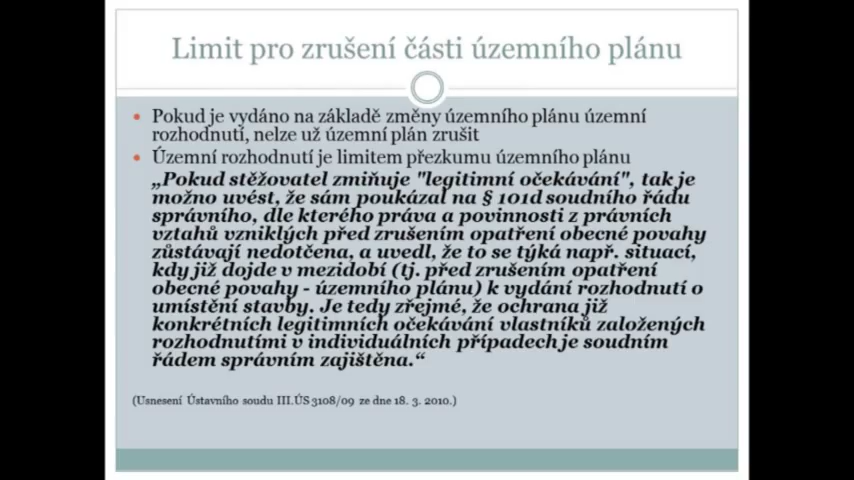 Limit pro zrušení části územního plánu
Pokud je vydáno na základě změny územního plánu územní
rozhodnutí, nelze už územní plán zrušit
Územní rozhodnutí je limitem přezkumu územního plánu
„Pokud stěžovatel zmiňuje "legitimní očekávání", tak je
možno uvést, že sám poukázal na § 101d soudního řádu
správního, dle kterého práva a povinnosti z právních
vztahů vzniklých před zrušením opatření obecné povahy
zůstávají nedotčena, a uvedl, že to se týká např. situací,
kdy již dojde v mezidobí (tj. před zrušením opatření
obecné povahy - územního plánu) k vydání rozhodnutí o
umístění stavby. Je tedy zřejmé, že ochrana již
konkrétních legitimních očekávání vlastníků založených
rozhodnutími v individuálních případech je soudním
řádem správním zajištěna.“
(Usnesení Ústavního soudu III.ÚS 3108/09 ze dne 18. 3. 2010.)